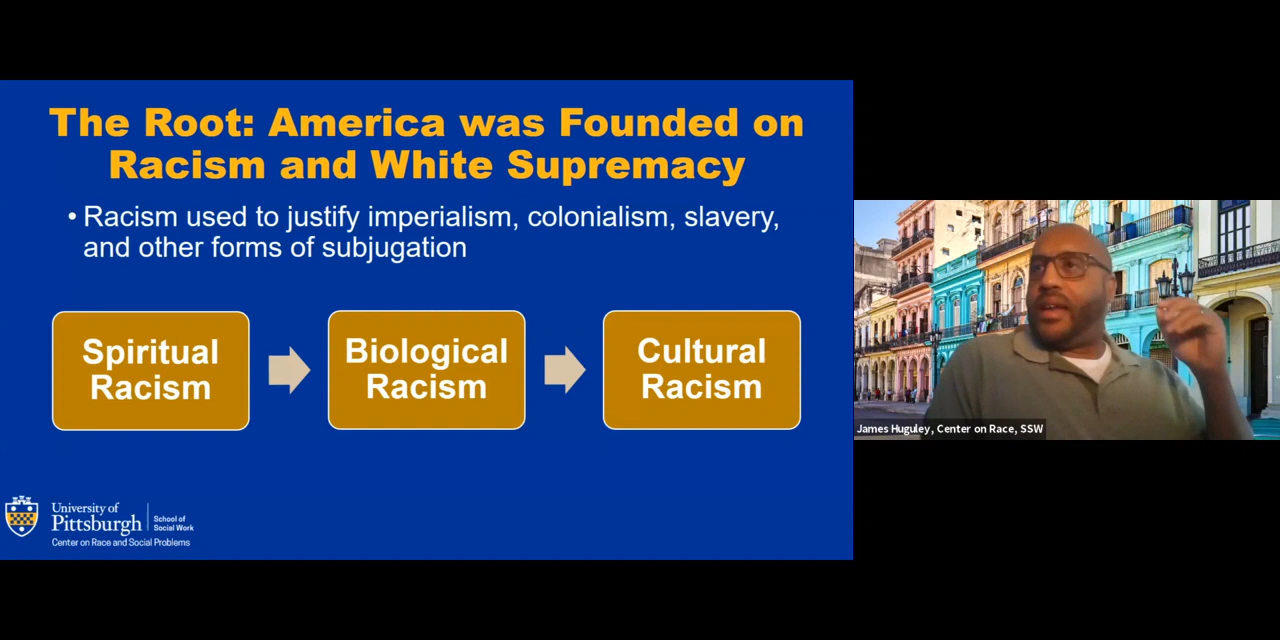 The Root: America was Founded on
Racism and White Supremacy
• Racism used to justify imperialism, colonialism, slavery,
and other forms of subjugation
Spiritual
Racism
Biological
Racism
Cultural
Racism
University of
Pittsburgh
School of
Social Work
Center on Race and Social Problems
James Huguley, Center on Race, SSW